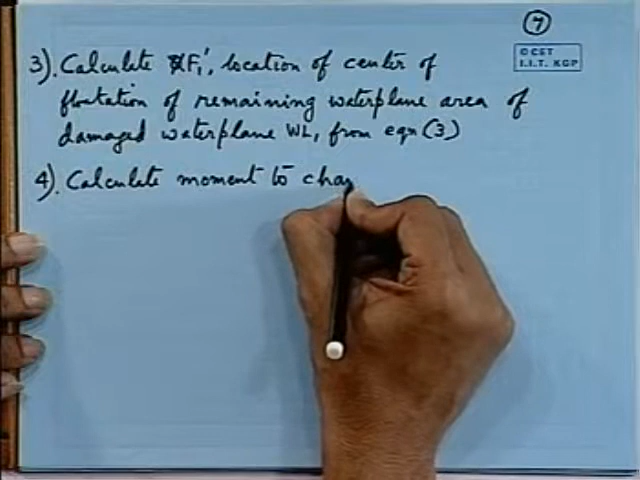 7
© CET
I.I.T. KGP
3). Calculate XF₁', location of center of
flotation of remaining waterplane area of
damaged waterplane WL, from eqn (3)
4). Calculate moment to cha